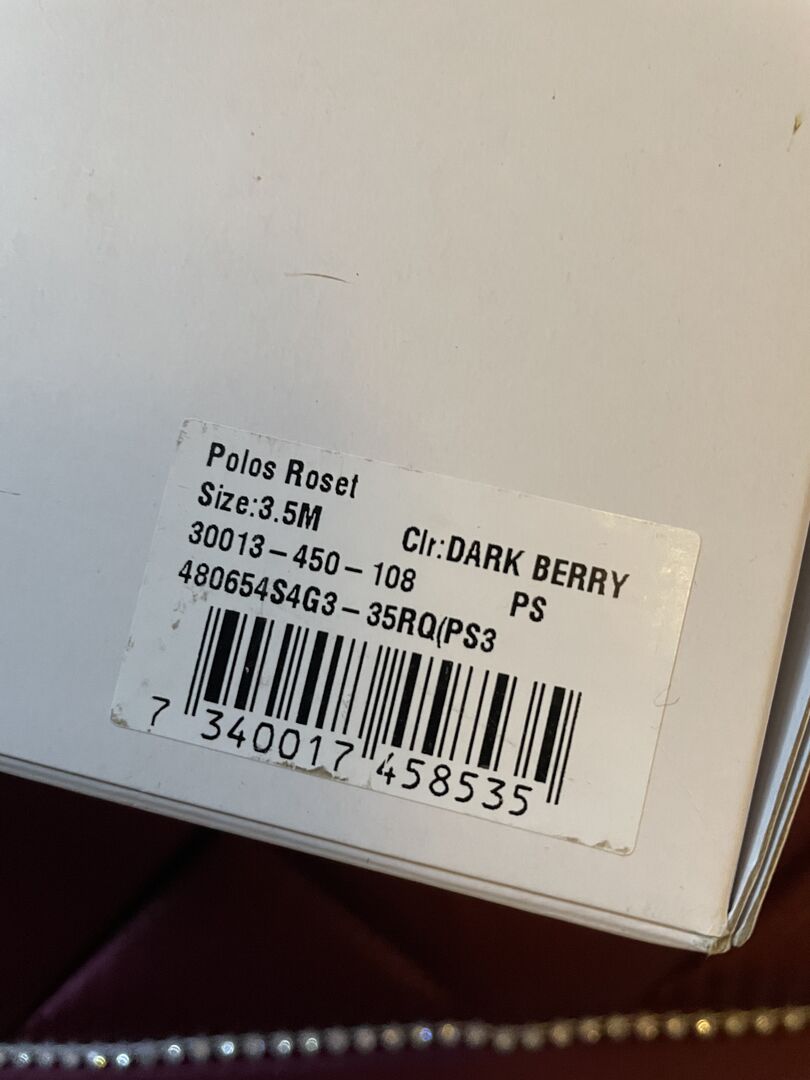 Polos Roset
Size:3.5M Clr:DARK BERRY
30013-450-108 PS
480654S4G3-35RQ(PS3
7 340017 458535